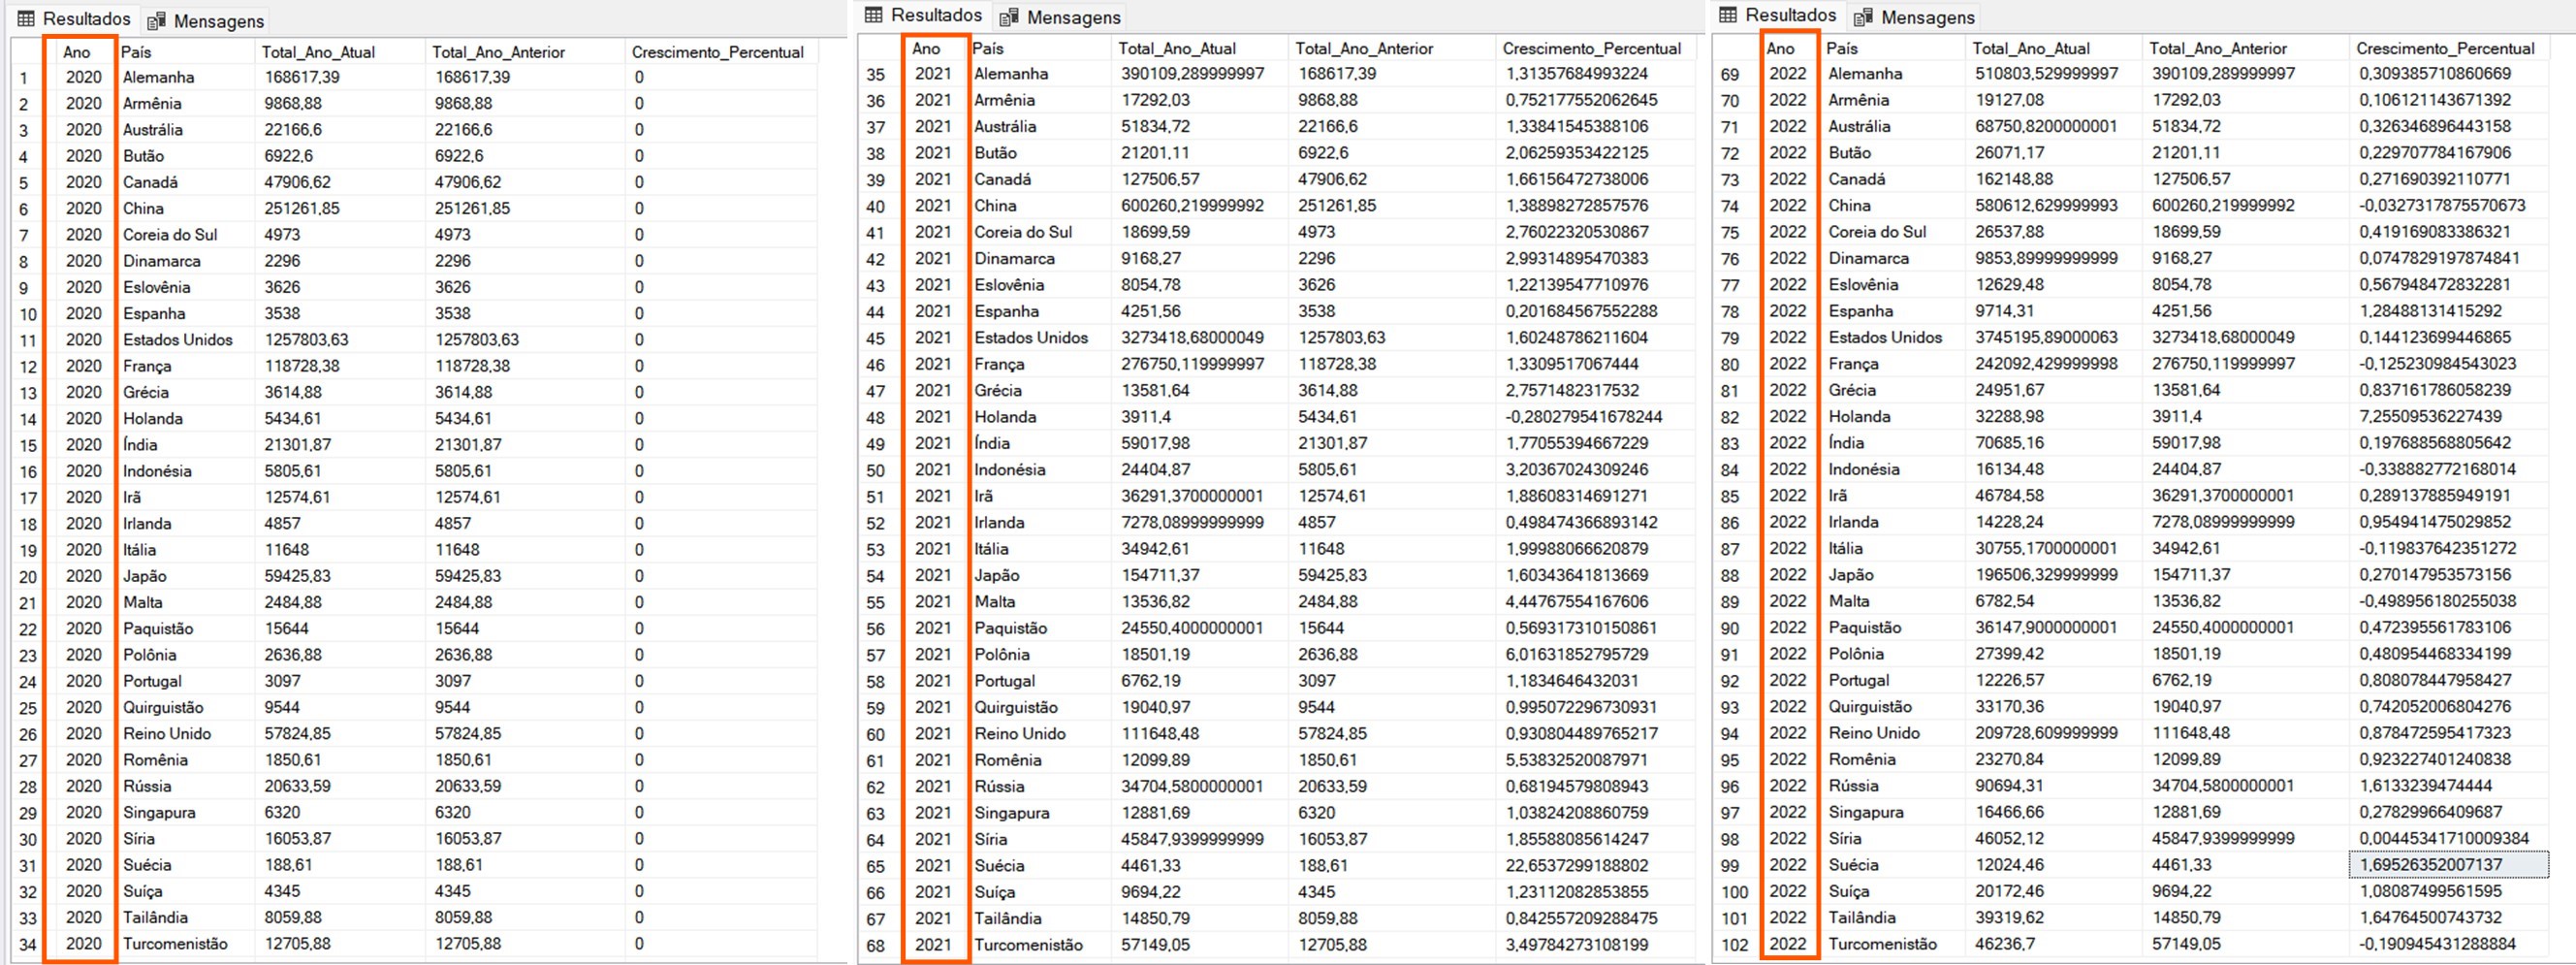 Resultados Mensagens
Ano País Total_Ano_Atual Total_Ano_Anterior Crescimento_Percentual
1 2020 Alemanha 168617,39 168617,39 0
2 2020 Armênia 9868,88 9868,88 0
3 2020 Austrália 22166,6 22166,6 0
4 2020 Butão 6922,6 6922,6 0
5 2020 Canadá 47906,62 47906,62 0
6 2020 China 251261,85 251261,85 0
7 2020 Coreia do Sul 4973 4973 0
8 2020 Dinamarca 2296 2296 0
9 2020 Eslovênia 3626 3626 0
10 2020 Espanha 3538 3538 0
11 2020 Estados Unidos 1257803,63 1257803,63 0
12 2020 França 118728,38 118728,38 0
13 2020 Grécia 3614,88 3614,88 0
14 2020 Holanda 5434,61 5434,61 0
15 2020 Índia 21301,87 21301,87 0
16 2020 Indonésia 5805,61 5805,61 0
17 2020 Irã 12574,61 12574,61 0
18 2020 Irlanda 4857 4857 0
19 2020 Itália 11648 11648 0
20 2020 Japão 59425,83 59425,83 0
21 2020 Malta 2484,88 2484,88 0
22 2020 Paquistão 15644 15644 0
23 2020 Polônia 2636,88 2636,88 0
24 2020 Portugal 3097 3097 0
25 2020 Quirguistão 9544 9544 0
26 2020 Reino Unido 57824,85 57824,85 0
27 2020 Romênia 1850,61 1850,61 0
28 2020 Rússia 20633,59 20633,59 0
29 2020 Singapura 6320 6320 0
30 2020 Síria 16053,87 16053,87 0
31 2020 Suécia 188,61 188,61 0
32 2020 Suíça 4345 4345 0
33 2020 Tailândia 8059,88 8059,88 0
34 2020 Turcomenistão 12705,88 12705,88 0
Resultados Mensagens
Ano País Total_Ano_Atual Total_Ano_Anterior Crescimento_Percentual
35 2021 Alemanha 390109,289999997 168617,39 1,31357684993224
36 2021 Armênia 17292,03 9868,88 0,752177552062645
37 2021 Austrália 51834,72 22166,6 1,33841545388106
38 2021 Butão 21201,11 6922,6 2,06259353422125
39 2021 Canadá 127506,57 47906,62 1,66156472738006
40 2021 China 600260,219999992 251261,85 1,38898272857576
41 2021 Coreia do Sul 18699,59 4973 2,76022320530867
42 2021 Dinamarca 9168,27 2296 2,99314895470383
43 2021 Eslovênia 8054,78 3626 1,22139547710976
44 2021 Espanha 4251,56 3538 0,201684567552288
45 2021 Estados Unidos 3273418,68000049 1257803,63 1,60248786211604
46 2021 França 276750,119999997 118728,38 1,3309517067444
47 2021 Grécia 13581,64 3614,88 2,7571482317532
48 2021 Holanda 3911,4 5434,61 -0,280279541678244
49 2021 Índia 59017,98 21301,87 1,77055394667229
50 2021 Indonésia 24404,87 5805,61 3,20367024309246
51 2021 Irã 36291,3700000001 12574,61 1,88608314691271
52 2021 Irlanda 7278,08999999999 4857 0,498474366893142
53 2021 Itália 34942,61 11648 1,99988066620879
54 2021 Japão 154711,37 59425,83 1,60343641813669
55 2021 Malta 13536,82 2484,88 4,44767554167606
56 2021 Paquistão 24550,4000000001 15644 0,569317310150861
57 2021 Polônia 18501,19 2636,88 6,01631852795729
58 2021 Portugal 6762,19 3097 1,1834646432031
59 2021 Quirguistão 19040,97 9544 0,995072296730931
60 2021 Reino Unido 111648,48 57824,85 0,930804489765217
61 2021 Romênia 12099,89 1850,61 5,53832520087971
62 2021 Rússia 34704,5800000001 20633,59 0,68194579808943
63 2021 Singapura 12881,69 6320 1,03824208860759
64 2021 Síria 45847,9399999999 16053,87 1,85588085614247
65 2021 Suécia 4461,33 188,61 22,6537299188802
66 2021 Suíça 9694,22 4345 1,23112082853855
67 2021 Tailândia 14850,79 8059,88 0,842557209288475
68 2021 Turcomenistão 57149,05 12705,88 3,49784273108199
Resultados Mensagens
Ano País Total_Ano_Atual Total_Ano_Anterior Crescimento_Percentual
69 2022 Alemanha 510803,529999997 390109,289999997 0,309385710860669
70 2022 Armênia 19127,08 17292,03 0,106121143671392
71 2022 Austrália 68750,8200000001 51834,72 0,326346896443158
72 2022 Butão 26071,17 21201,11 0,229707784167906
73 2022 Canadá 162148,88 127506,57 0,271690392110771
74 2022 China 580612,629999993 600260,219999992 -0,0327317875570673
75 2022 Coreia do Sul 26537,88 18699,59 0,419169083386321
76 2022 Dinamarca 9853,89999999999 9168,27 0,0747829197874841
77 2022 Eslovênia 12629,48 8054,78 0,567948472832281
78 2022 Espanha 9714,31 4251,56 1,28488131415292
79 2022 Estados Unidos 3745195,89000063 3273418,68000049 0,144123699446865
80 2022 França 242092,429999998 276750,119999997 -0,125230984543023
81 2022 Grécia 24951,67 13581,64 0,837161786058239
82 2022 Holanda 32288,98 3911,4 7,25509536227439
83 2022 Índia 70685,16 59017,98 0,197688568805642
84 2022 Indonésia 16134,48 24404,87 -0,338882772168014
85 2022 Irã 46784,58 36291,3700000001 0,289137885949191
86 2022 Irlanda 14228,24 7278,08999999999 0,954941475029852
87 2022 Itália 30755,1700000001 34942,61 -0,119837642351272
88 2022 Japão 196506,329999999 154711,37 0,270147953573156
89 2022 Malta 6782,54 13536,82 -0,498956180255038
90 2022 Paquistão 36147,9000000001 24550,4000000001 0,472395561783106
91 2022 Polônia 27399,42 18501,19 0,480954468334199
92 2022 Portugal 12226,57 6762,19 0,808078447958427
93 2022 Quirguistão 33170,36 19040,97 0,742052006804276
94 2022 Reino Unido 209728,609999999 111648,48 0,878472595417323
95 2022 Romênia 23270,84 12099,89 0,923227401240838
96 2022 Rússia 90694,31 34704,5800000001 1,6133239474444
97 2022 Singapura 16466,66 12881,69 0,27829966409687
98 2022 Síria 46052,12 45847,9399999999 0,00445341710009384
99 2022 Suécia 12024,46 4461,33 1,69526352007137
100 2022 Suíça 20172,46 9694,22 1,08087499561595
101 2022 Tailândia 39319,62 14850,79 1,64764500743732
102 2022 Turcomenistão 46236,7 57149,05 -0,190945431288884